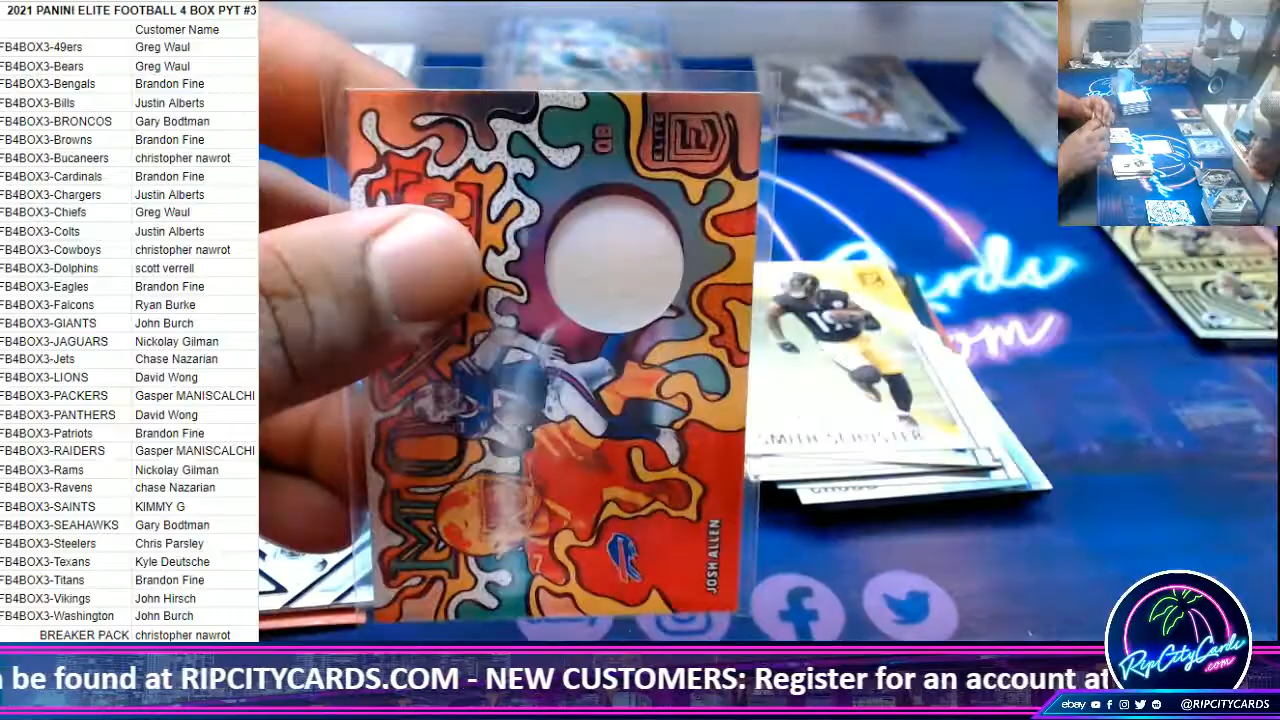 2021 PANINI ELITE FOOTBALL 4 BOX PYT #3
Customer Name
FB4BOX3-49ers Greg Waul
FB4BOX3-Bears Greg Waul
FB4BOX3-Bengals Brandon Fine
FB4BOX3-Bills Justin Alberts
FB4BOX3-BRONCOS Gary Bodtman
FB4BOX3-Browns Brandon Fine
FB4BOX3-Bucaneers christopher nawrot
FB4BOX3-Cardinals Brandon Fine
FB4BOX3-Chargers Justin Alberts
FB4BOX3-Chiefs Greg Waul
FB4BOX3-Colts Justin Alberts
FB4BOX3-Cowboys christopher nawrot
FB4BOX3-Dolphins scott verrell
FB4BOX3-Eagles Brandon Fine
FB4BOX3-Falcons Ryan Burke
FB4BOX3-GIANTS John Burch
FB4BOX3-JAGUARS Nickolay Gilman
FB4BOX3-Jets Chase Nazarian
FB4BOX3-LIONS David Wong
FB4BOX3-PACKERS Gasper MANISCALCHI
FB4BOX3-PANTHERS David Wong
FB4BOX3-Patriots Brandon Fine
FB4BOX3-RAIDERS Gasper MANISCALCHI
FB4BOX3-Rams Nickolay Gilman
FB4BOX3-Ravens chase Nazarian
FB4BOX3-SAINTS KIMMY G
FB4BOX3-SEAHAWKS Gary Bodtman
FB4BOX3-Steelers Chris Parsley
FB4BOX3-Texans Kyle Deutsche
FB4BOX3-Titans Brandon Fine
FB4BOX3-Vikings John Hirsch
FB4BOX3-Washington John Burch
BREAKER PACK christopher nawrot
ELITE
QB
JOSH ALLEN
SMITH-SCHUSTER
be found at RIPCITYCARDS.COM - NEW CUSTOMERS: Register for an account at
RipCityCards
.com
ebay @RIPCITYCARDS